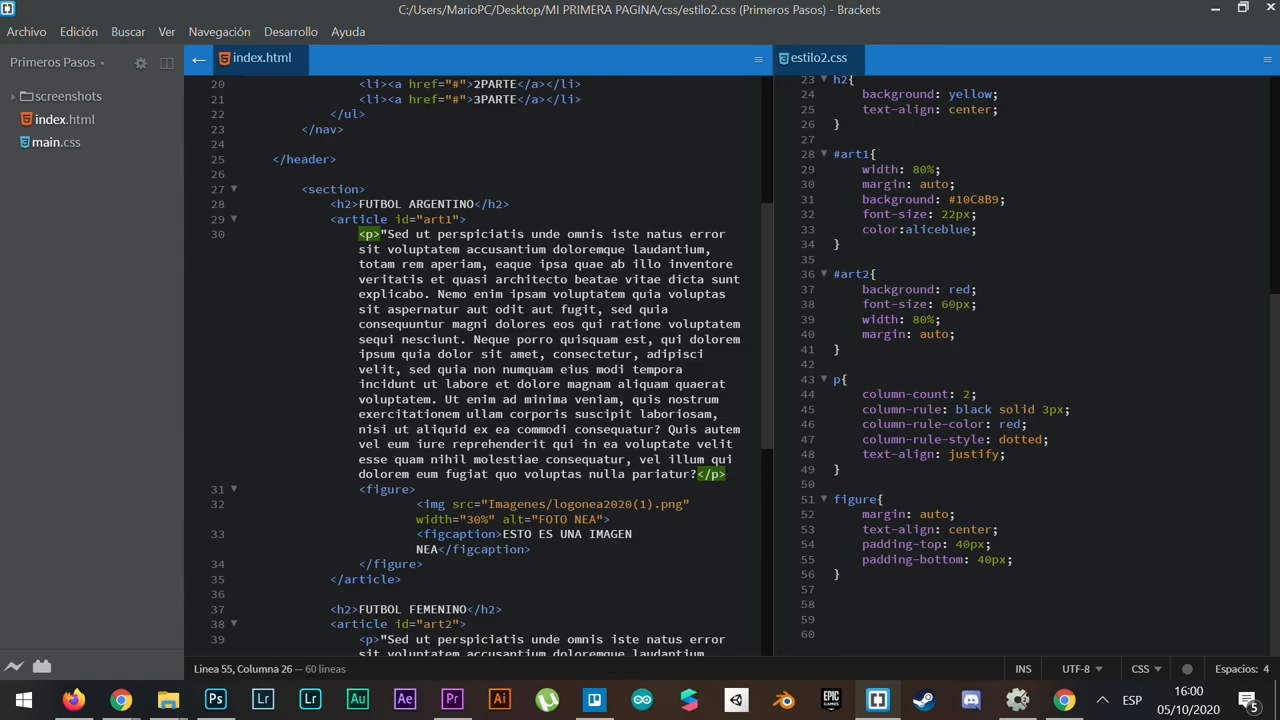 C:/Users/MarioPC/Desktop/MI PRIMERA PAGINA/css/estilo2.css (Primeros Pasos) - Brackets
Archivo Edición Buscar Ver Navegación Desarrollo Ayuda
Primeros Pasos
screenshots
index.html
main.css
index.html
20 <li><a href="#">2PARTE</a></li>
21 <li><a href="#">3PARTE</a></li>
22 </ul>
23 </nav>
24
25 </header>
26
27 <section>
28 <h2>FUTBOL ARGENTINO</h2>
29 <article id="art1">
30 <p>"Sed ut perspiciatis unde omnis iste natus error
sit voluptatem accusantium doloremque laudantium,
totam rem aperiam, eaque ipsa quae ab illo inventore
veritatis et quasi architecto beatae vitae dicta sunt
explicabo. Nemo enim ipsam voluptatem quia voluptas
sit aspernatur aut odit aut fugit, sed quia
consequuntur magni dolores eos qui ratione voluptatem
sequi nesciunt. Neque porro quisquam est, qui dolorem
ipsum quia dolor sit amet, consectetur, adipisci
velit, sed quia non numquam eius modi tempora
incidunt ut labore et dolore magnam aliquam quaerat
voluptatem. Ut enim ad minima veniam, quis nostrum
exercitationem ullam corporis suscipit laboriosam,
nisi ut aliquid ex ea commodi consequatur? Quis autem
vel eum iure reprehenderit qui in ea voluptate velit
esse quam nihil molestiae consequatur, vel illum qui
dolorem eum fugiat quo voluptas nulla pariatur?</p>
31 <figure>
32 <img src="Imagenes/logonea2020(1).png"
width="30%" alt="FOTO NEA">
33 <figcaption>ESTO ES UNA IMAGEN
NEA</figcaption>
34 </figure>
35 </article>
36
37 <h2>FUTBOL FEMENINO</h2>
38 <article id="art2">
39 <p>"Sed ut perspiciatis unde omnis iste natus error
sit voluptatem accusantium doloremque laudantium,
estilo2.css
23 h2{
24 background: yellow;
25 text-align: center;
26 }
27
28 #art1{
29 width: 80%;
30 margin: auto;
31 background: #10C8B9;
32 font-size: 22px;
33 color:aliceblue;
34 }
35
36 #art2{
37 background: red;
38 font-size: 60px;
39 width: 80%;
40 margin: auto;
41 }
42
43 p{
44 column-count: 2;
45 column-rule: black solid 3px;
46 column-rule-color: red;
47 column-rule-style: dotted;
48 text-align: justify;
49 }
50
51 figure{
52 margin: auto;
53 text-align: center;
54 padding-top: 40px;
55 padding-bottom: 40px;
56 }
57
58
59
60
Línea 55, Columna 26 — 60 líneas
INS UTF-8 CSS Espacios: 4
Ps Lr Lr Au Ae Pr Ai EPIC GAMES ESP 16:00
05/10/2020 5